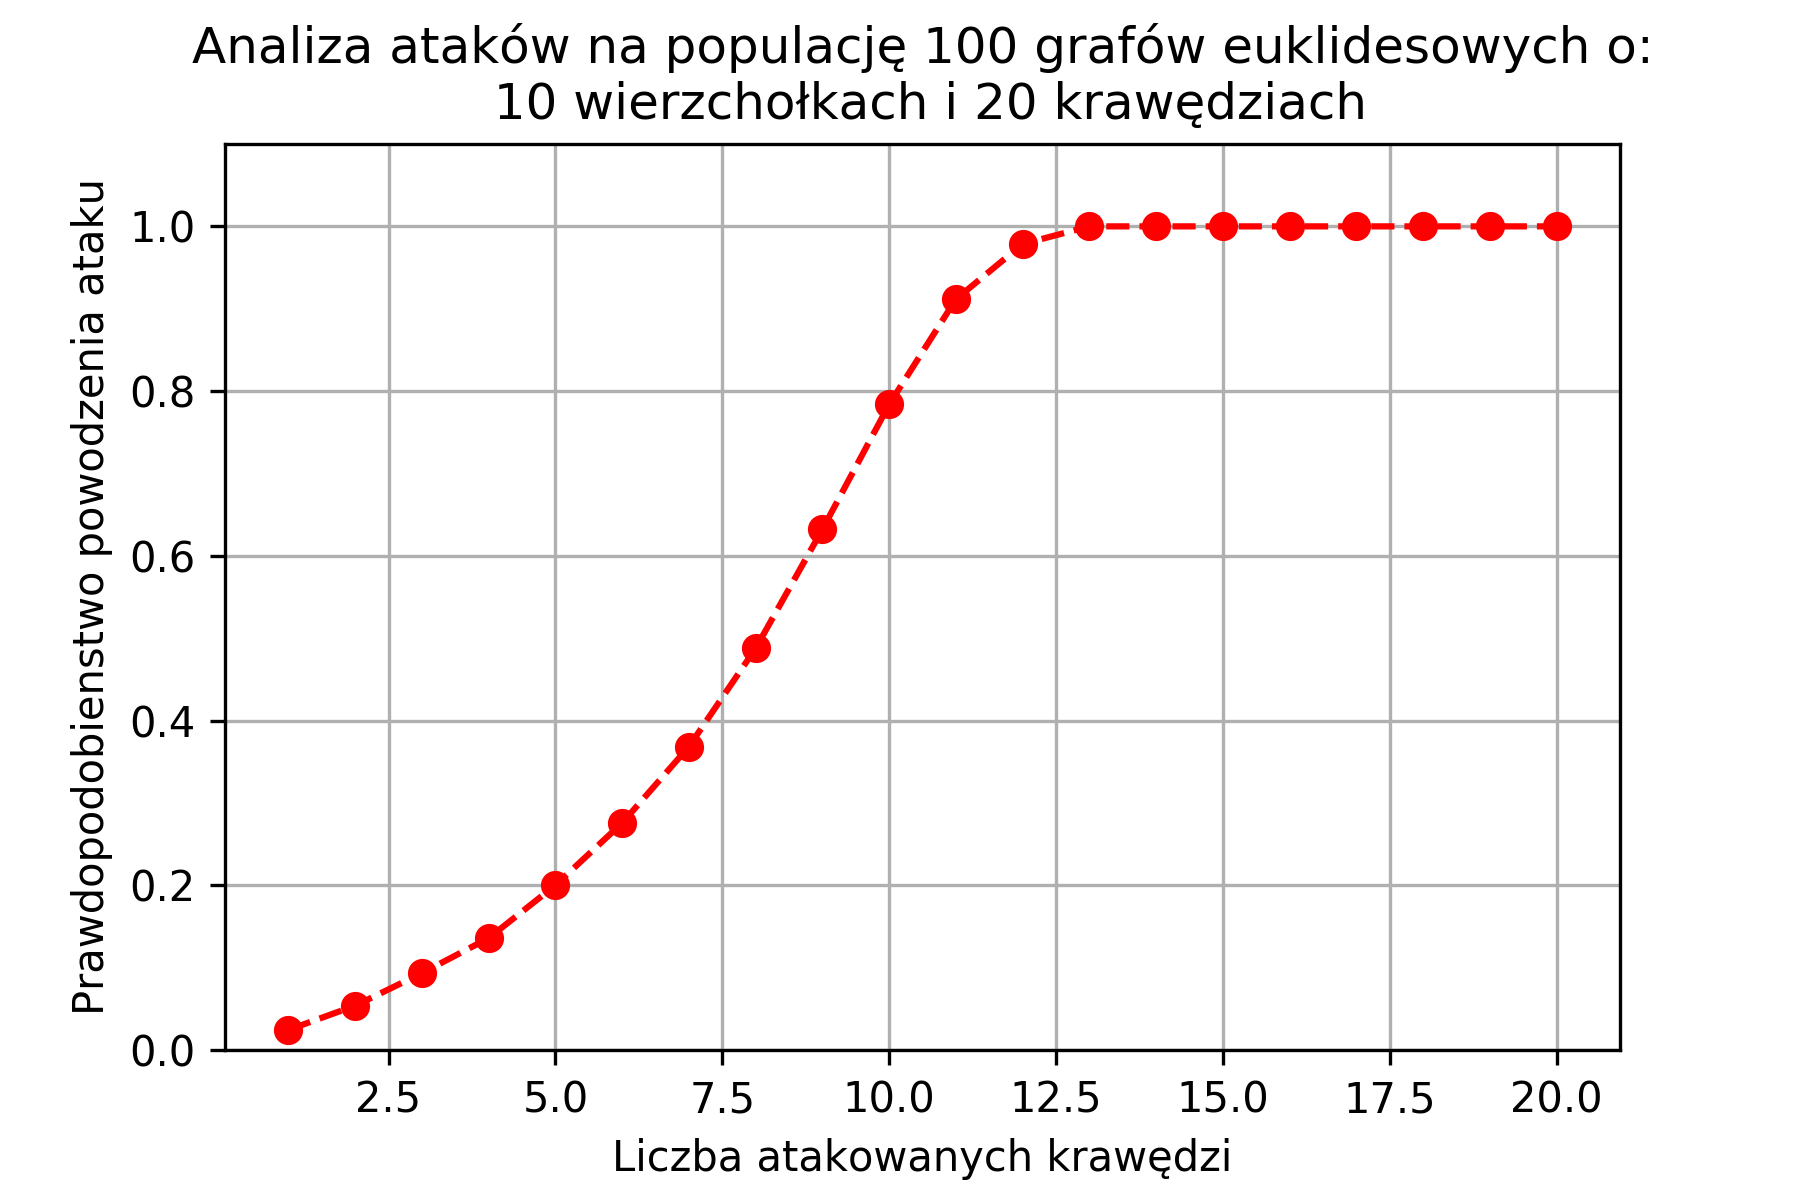 Analiza ataków na populację 100 grafów euklidesowych o:
10 wierzchołkach i 20 krawędziach
Prawdopodobienstwo powodzenia ataku
1.0
0.8
0.6
0.4
0.2
0.0
2.5 5.0 7.5 10.0 12.5 15.0 17.5 20.0
Liczba atakowanych krawędzi